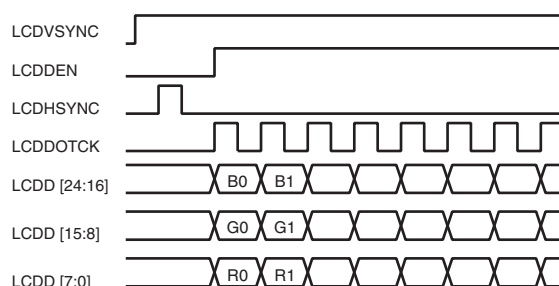 LCDVSYNC
LCDDEN
LCDHSYNC
LCDDOTCK
LCDD [24:16] B0 B1
LCDD [15:8] G0 G1
LCDD [7:0] R0 R1